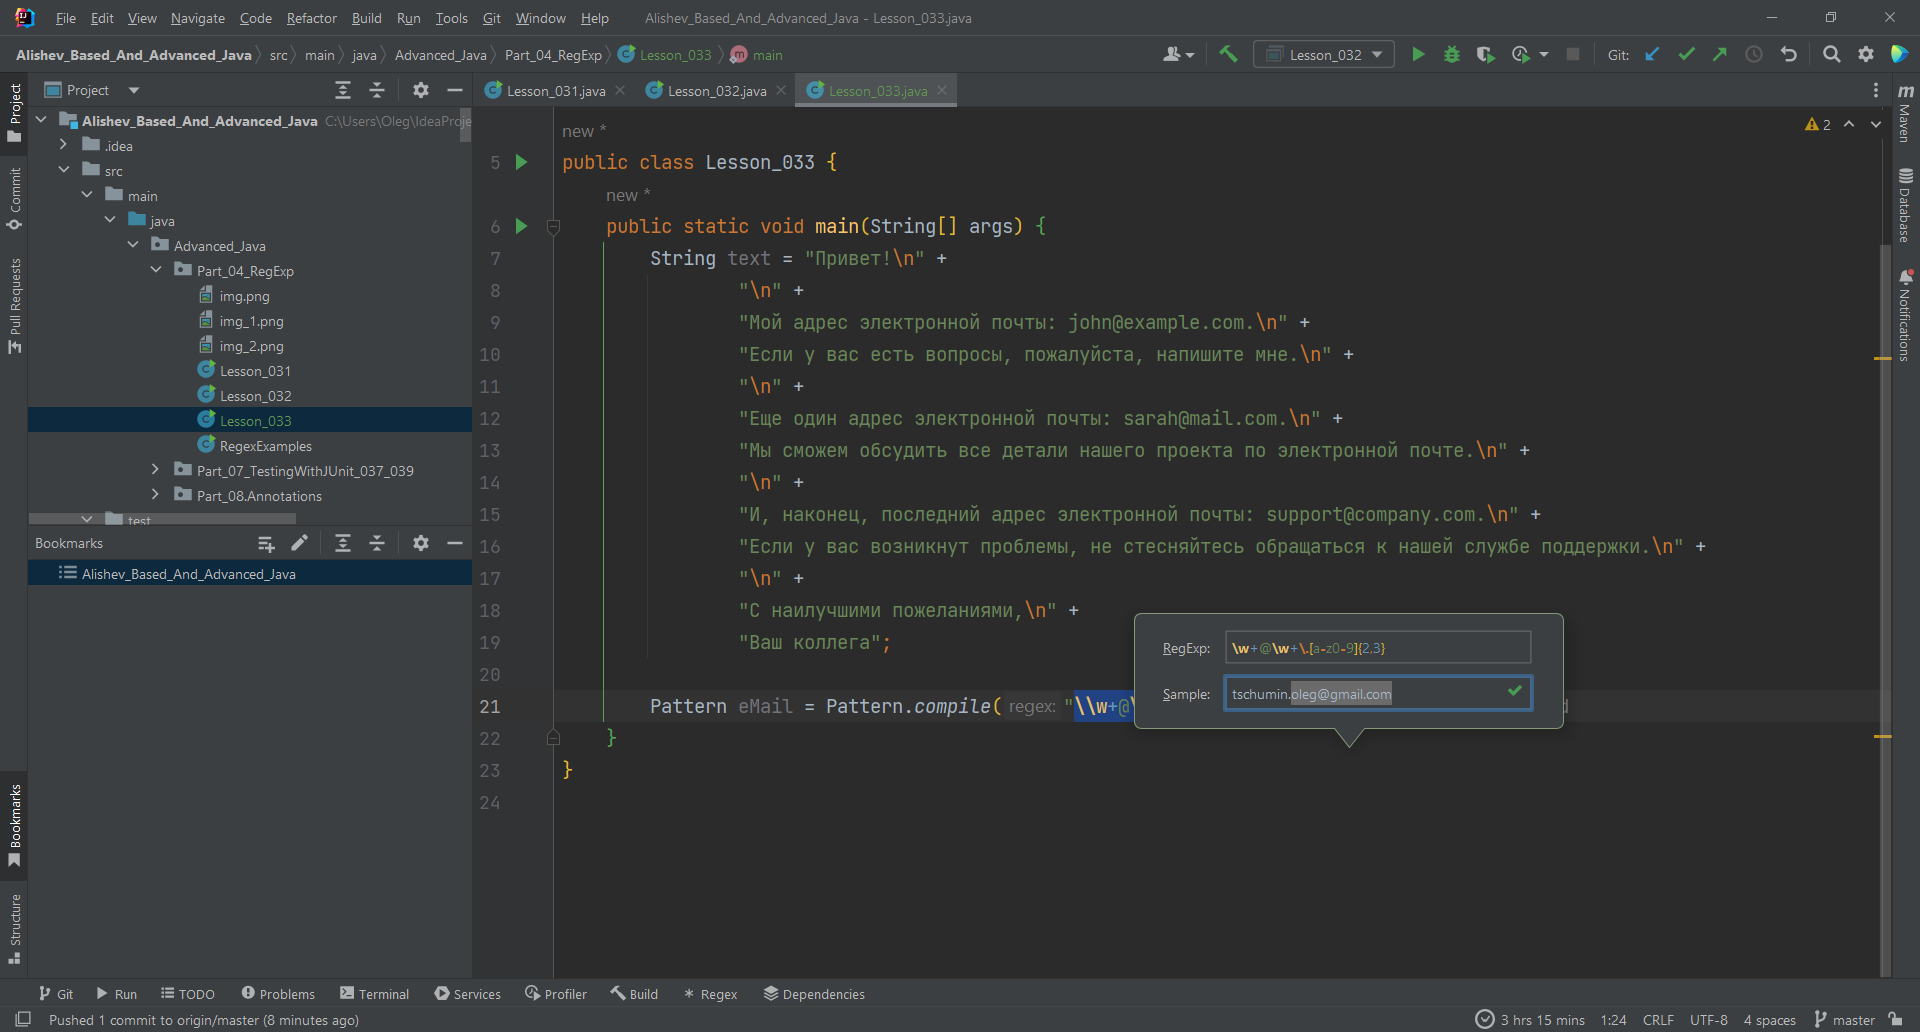 File Edit View Navigate Code Refactor Build Run Tools Git Window Help Alishev_Based_And_Advanced_Java - Lesson_033.java
Alishev_Based_And_Advanced_Java src main java Advanced_Java Part_04_RegExp Lesson_033 main
Lesson_032 Git:
Project
Lesson_031.java Lesson_032.java Lesson_033.java
Alishev_Based_And_Advanced_Java C:\Users\Oleg\IdeaProje
.idea
src
main
java
Advanced_Java
Part_04_RegExp
img.png
img_1.png
img_2.png
Lesson_031
Lesson_032
Lesson_033
RegexExamples
Part_07_TestingWithJUnit_037_039
Part_08.Annotations
test
Bookmarks
Alishev_Based_And_Advanced_Java
Project
Commit
Pull Requests
Bookmarks
Structure
new *
2
5 public class Lesson_033 {
new *
6 public static void main(String[] args) {
7 String text = "Привет!\n" +
8 "\n" +
9 "Мой адрес электронной почты: john@example.com.\n" +
10 "Если у вас есть вопросы, пожалуйста, напишите мне.\n" +
11 "\n" +
12 "Еще один адрес электронной почты: sarah@mail.com.\n" +
13 "Мы сможем обсудить все детали нашего проекта по электронной почте.\n" +
14 "\n" +
15 "И, наконец, последний адрес электронной почты: support@company.com.\n" +
16 "Если у вас возникнут проблемы, не стесняйтесь обращаться к нашей службе поддержки.\n" +
17 "\n" +
18 "С наилучшими пожеланиями,\n" +
19 "Ваш коллега";
20
21 Pattern eMail = Pattern.compile( regex: "\\w+@\
22 }
23 }
24
RegExp: \w+@\w+\.[a-z0-9]{2,3}
Sample: tschumin.oleg@gmail.com
Maven
Database
Notifications
Git Run TODO Problems Terminal Services Profiler Build Regex Dependencies
Pushed 1 commit to origin/master (8 minutes ago) 3 hrs 15 mins 1:24 CRLF UTF-8 4 spaces master